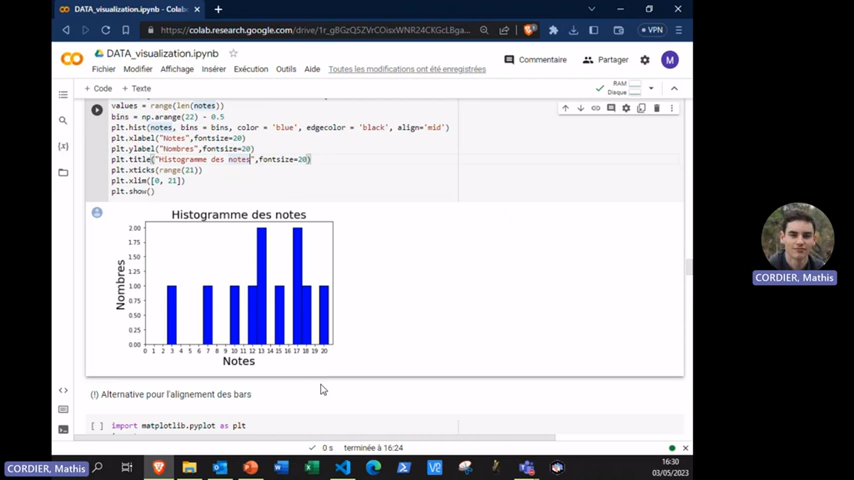 DATA_visualization.ipynb - Colab
https://colab.research.google.com/drive/1r_gBGzQ5ZVrCOisxWNR24CKGcLBga...
VPN
DATA_visualization.ipynb
Commentaire
Partager
M
Fichier Modifier Affichage Insérer Exécution Outils Aide Toutes les modifications ont été enregistrées
+ Code + Texte
RAM
Disque
values = range(len(notes))
bins = np.arange(22) - 0.5
plt.hist(notes, bins = bins, color = 'blue', edgecolor = 'black', align='mid')
plt.xlabel("Notes",fontsize=20)
plt.ylabel("Nombres",fontsize=20)
plt.title("Histogramme des notes",fontsize=20)
plt.xticks(range(21))
plt.xlim([0, 21])
plt.show()
Histogramme des notes
2.00
1.75
1.50
1.25
1.00
0.75
0.50
0.25
0.00
Nombres
0 1 2 3 4 5 6 7 8 9 10 11 12 13 14 15 16 17 18 19 20
Notes
(!) Alternative pour l'alignement des bars
[ ] import matplotlib.pyplot as plt
0 s terminée à 16:24
CORDIER, Mathis
CORDIER, Mathis
16:30
03/05/2023